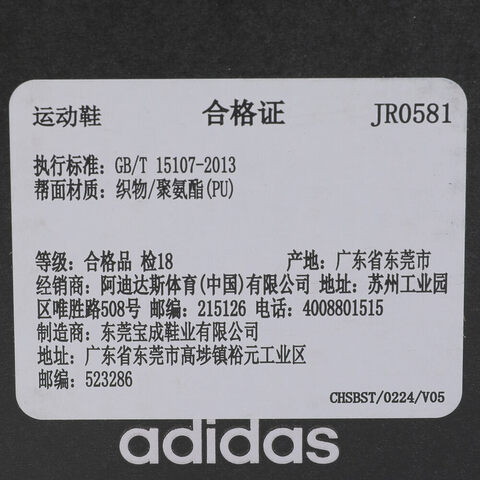 运动鞋 合格证 JR0581
执行标准: GB/T 15107-2013
帮面材质: 织物/聚氨酯(PU)
等级: 合格品 检18 产地: 广东省东莞市
经销商: 阿迪达斯体育(中国)有限公司 地址: 苏州工业园
区唯胜路508号 邮编: 215126 电话: 4008801515
制造商: 东莞宝成鞋业有限公司
地址: 广东省东莞市高埗镇裕元工业区
邮编: 523286
CHSBST/0224/V05
adidas